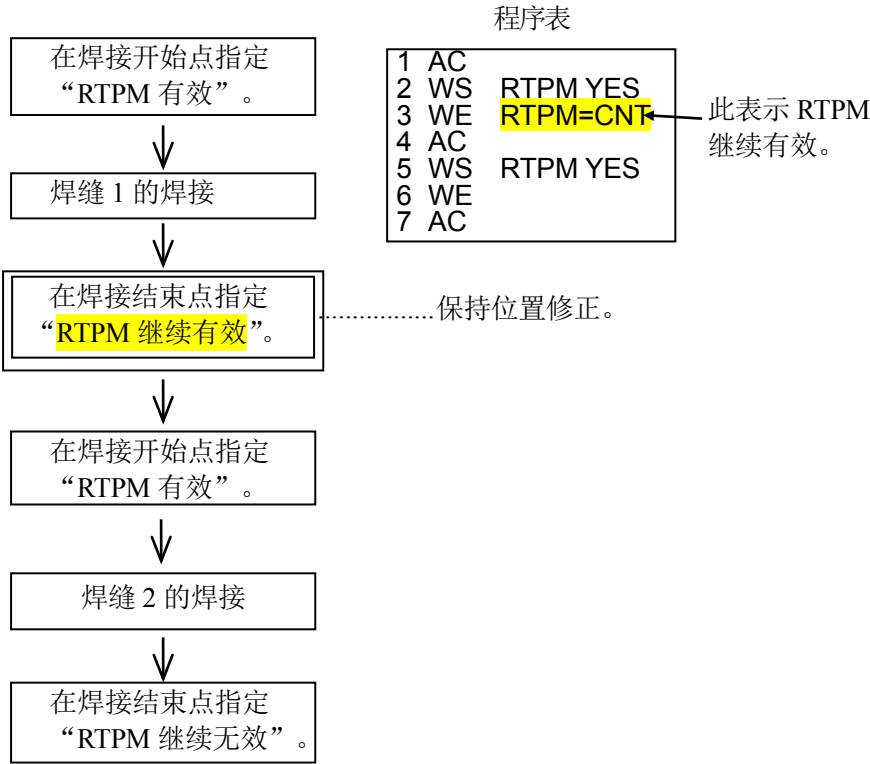 程序表
在焊接开始点指定
“RTPM 有效”。
焊缝 1 的焊接
在焊接结束点指定
“RTPM 继续有效”。
................保持位置修正。
在焊接开始点指定
“RTPM 有效”。
焊缝 2 的焊接
在焊接结束点指定
“RTPM 继续无效”。
1 AC
2 WS RTPM YES
3 WE RTPM=CNT
4 AC
5 WS RTPM YES
6 WE
7 AC
此表示 RTPM
继续有效。